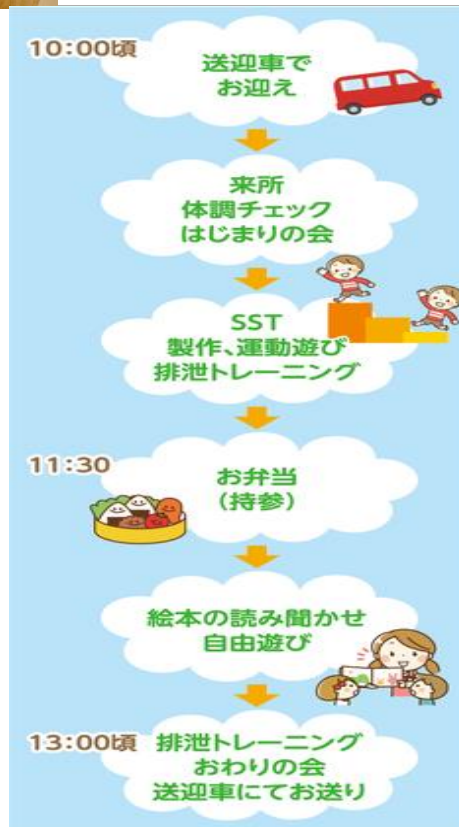 10:00頃
送迎車で
お迎え
来所
体調チェック
はじまりの会
SST
製作、運動遊び
排泄トレーニング
11:30
お弁当
(持参)
絵本の読み聞かせ
自由遊び
13:00頃
排泄トレーニング
おわりの会
送迎車にてお送り